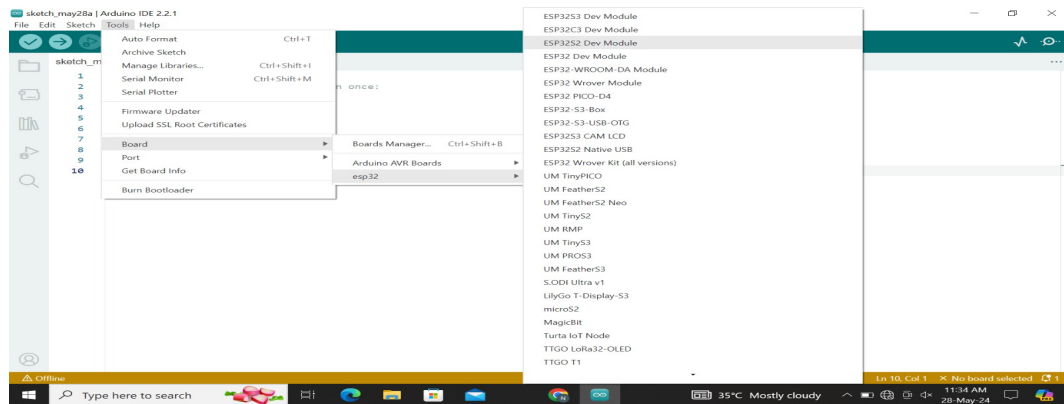 sketch_may28a | Arduino IDE 2.2.1
File Edit Sketch Tools Help
sketch_m
1
2
3
4
5
6
7
8
9
10
n once:
Auto Format Ctrl+T
Archive Sketch
Manage Libraries... Ctrl+Shift+I
Serial Monitor Ctrl+Shift+M
Serial Plotter
Firmware Updater
Upload SSL Root Certificates
Board
Port
Get Board Info
Burn Bootloader
Boards Manager... Ctrl+Shift+B
Arduino AVR Boards
esp32
ESP32S3 Dev Module
ESP32C3 Dev Module
ESP32S2 Dev Module
ESP32 Dev Module
ESP32-WROOM-DA Module
ESP32 Wrover Module
ESP32 PICO-D4
ESP32-S3-Box
ESP32-S3-USB-OTG
ESP32S3 CAM LCD
ESP32S2 Native USB
ESP32 Wrover Kit (all versions)
UM TinyPICO
UM FeatherS2
UM FeatherS2 Neo
UM TinyS2
UM RMP
UM TinyS3
UM PROS3
UM FeatherS3
S.ODI Ultra v1
LilyGo T-Display-S3
microS2
MagicBit
Turta IoT Node
TTGO LoRa32-OLED
TTGO T1
Offline
Ln 10, Col 1 × No board selected 1
Type here to search
35°C Mostly cloudy
11:34 AM
28-May-24